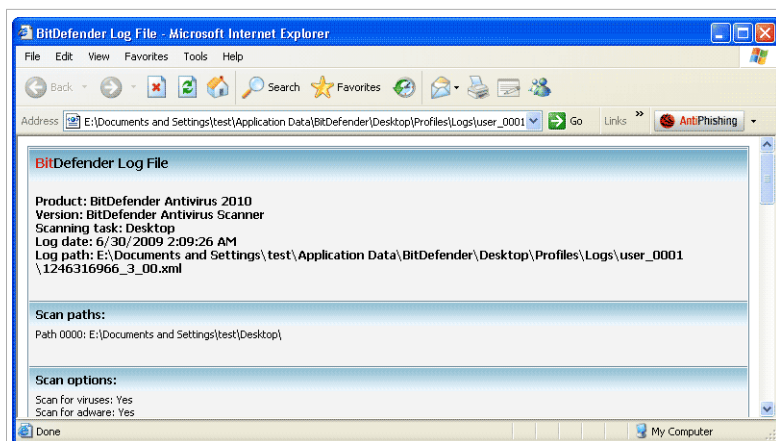 BitDefender Log File - Microsoft Internet Explorer
File Edit View Favorites Tools Help
Back Search Favorites
Address E:\Documents and Settings\test\Application Data\BitDefender\Desktop\Profiles\Logs\user_0001 Go Links » AntiPhishing
BitDefender Log File
Product: BitDefender Antivirus 2010
Version: BitDefender Antivirus Scanner
Scanning task: Desktop
Log date: 6/30/2009 2:09:26 AM
Log path: E:\Documents and Settings\test\Application Data\BitDefender\Desktop\Profiles\Logs\user_0001
\1246316966_3_00.xml
Scan paths:
Path 0000: E:\Documents and Settings\test\Desktop\
Scan options:
Scan for viruses: Yes
Scan for adware: Yes
Done My Computer